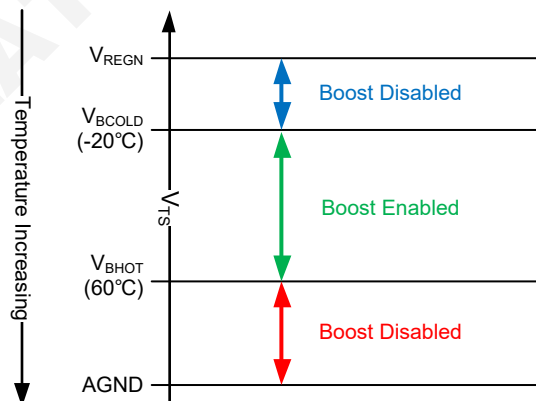 Temperature Increasing
VREGN
Boost Disabled
VBCOLD
(-20℃)
VTS
Boost Enabled
VBHOT
(60℃)
Boost Disabled
AGND